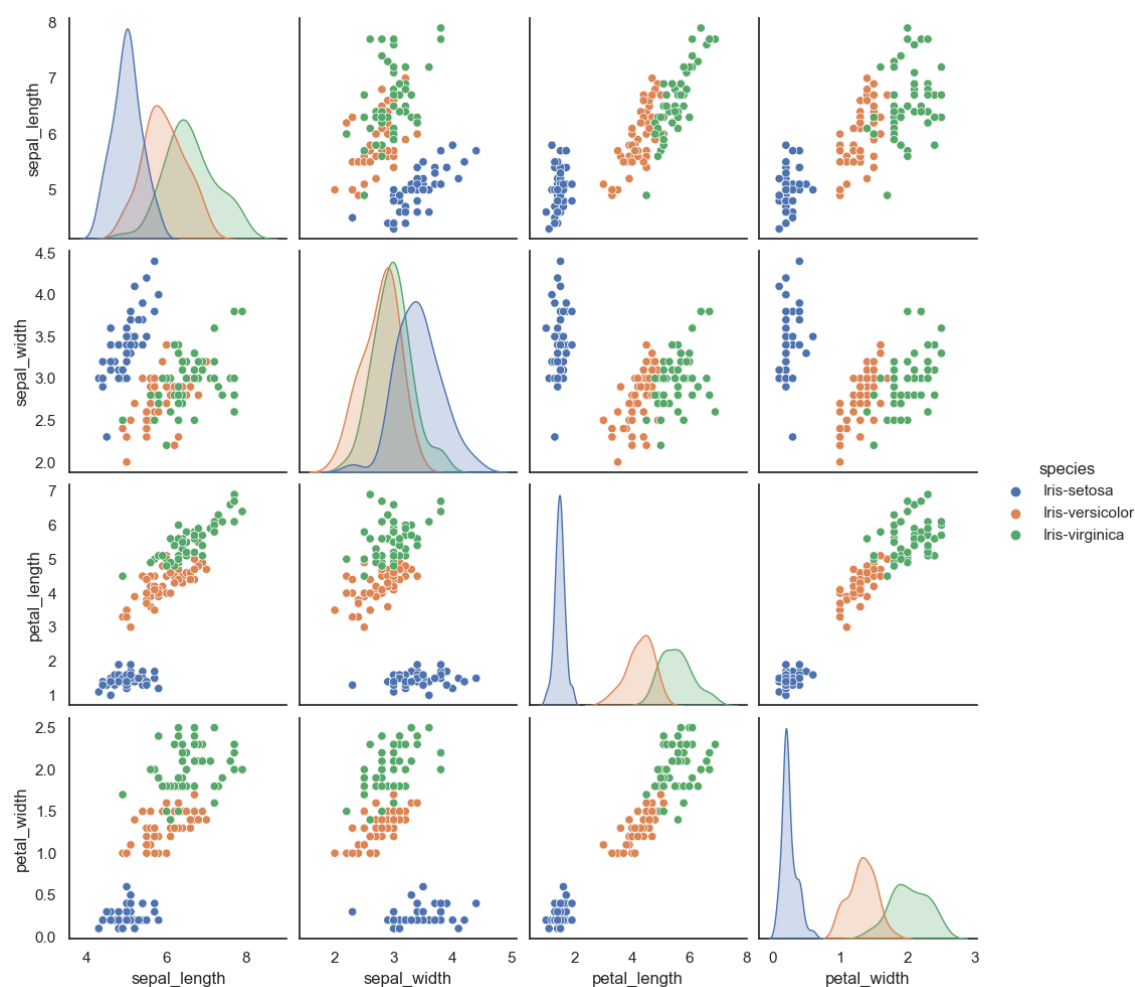 8
7
6
5
sepal_length
4.5
4.0
3.5
3.0
2.5
2.0
sepal_width
species
Iris-setosa
Iris-versicolor
Iris-virginica
7
6
5
4
3
2
1
petal_length
2.5
2.0
1.5
1.0
0.5
0.0
petal_width
4 6 8
2 3 4 5
2 4 6 8
0 1 2 3
sepal_length
sepal_width
petal_length
petal_width